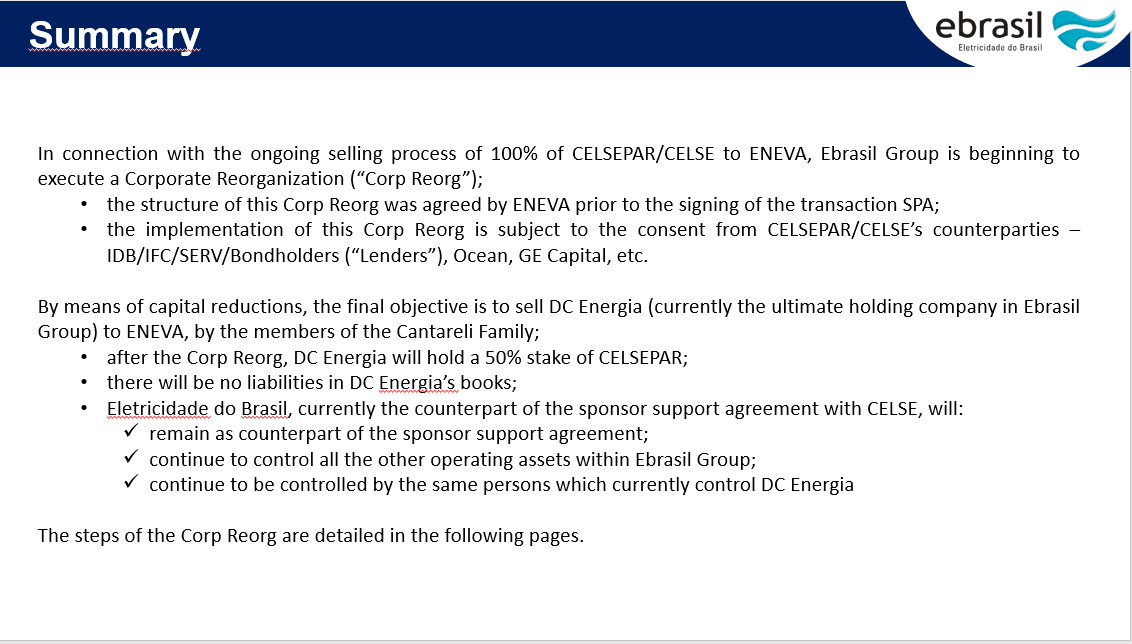 Summary
ebrasil
Eletricidade do Brasil
In connection with the ongoing selling process of 100% of CELSEPAR/CELSE to ENEVA, Ebrasil Group is beginning to
execute a Corporate Reorganization (“Corp Reorg”);
• the structure of this Corp Reorg was agreed by ENEVA prior to the signing of the transaction SPA;
• the implementation of this Corp Reorg is subject to the consent from CELSEPAR/CELSE’s counterparties –
IDB/IFC/SERV/Bondholders (“Lenders”), Ocean, GE Capital, etc.
By means of capital reductions, the final objective is to sell DC Energia (currently the ultimate holding company in Ebrasil
Group) to ENEVA, by the members of the Cantareli Family;
• after the Corp Reorg, DC Energia will hold a 50% stake of CELSEPAR;
• there will be no liabilities in DC Energia’s books;
• Eletricidade do Brasil, currently the counterpart of the sponsor support agreement with CELSE, will:
✓ remain as counterpart of the sponsor support agreement;
✓ continue to control all the other operating assets within Ebrasil Group;
✓ continue to be controlled by the same persons which currently control DC Energia
The steps of the Corp Reorg are detailed in the following pages.